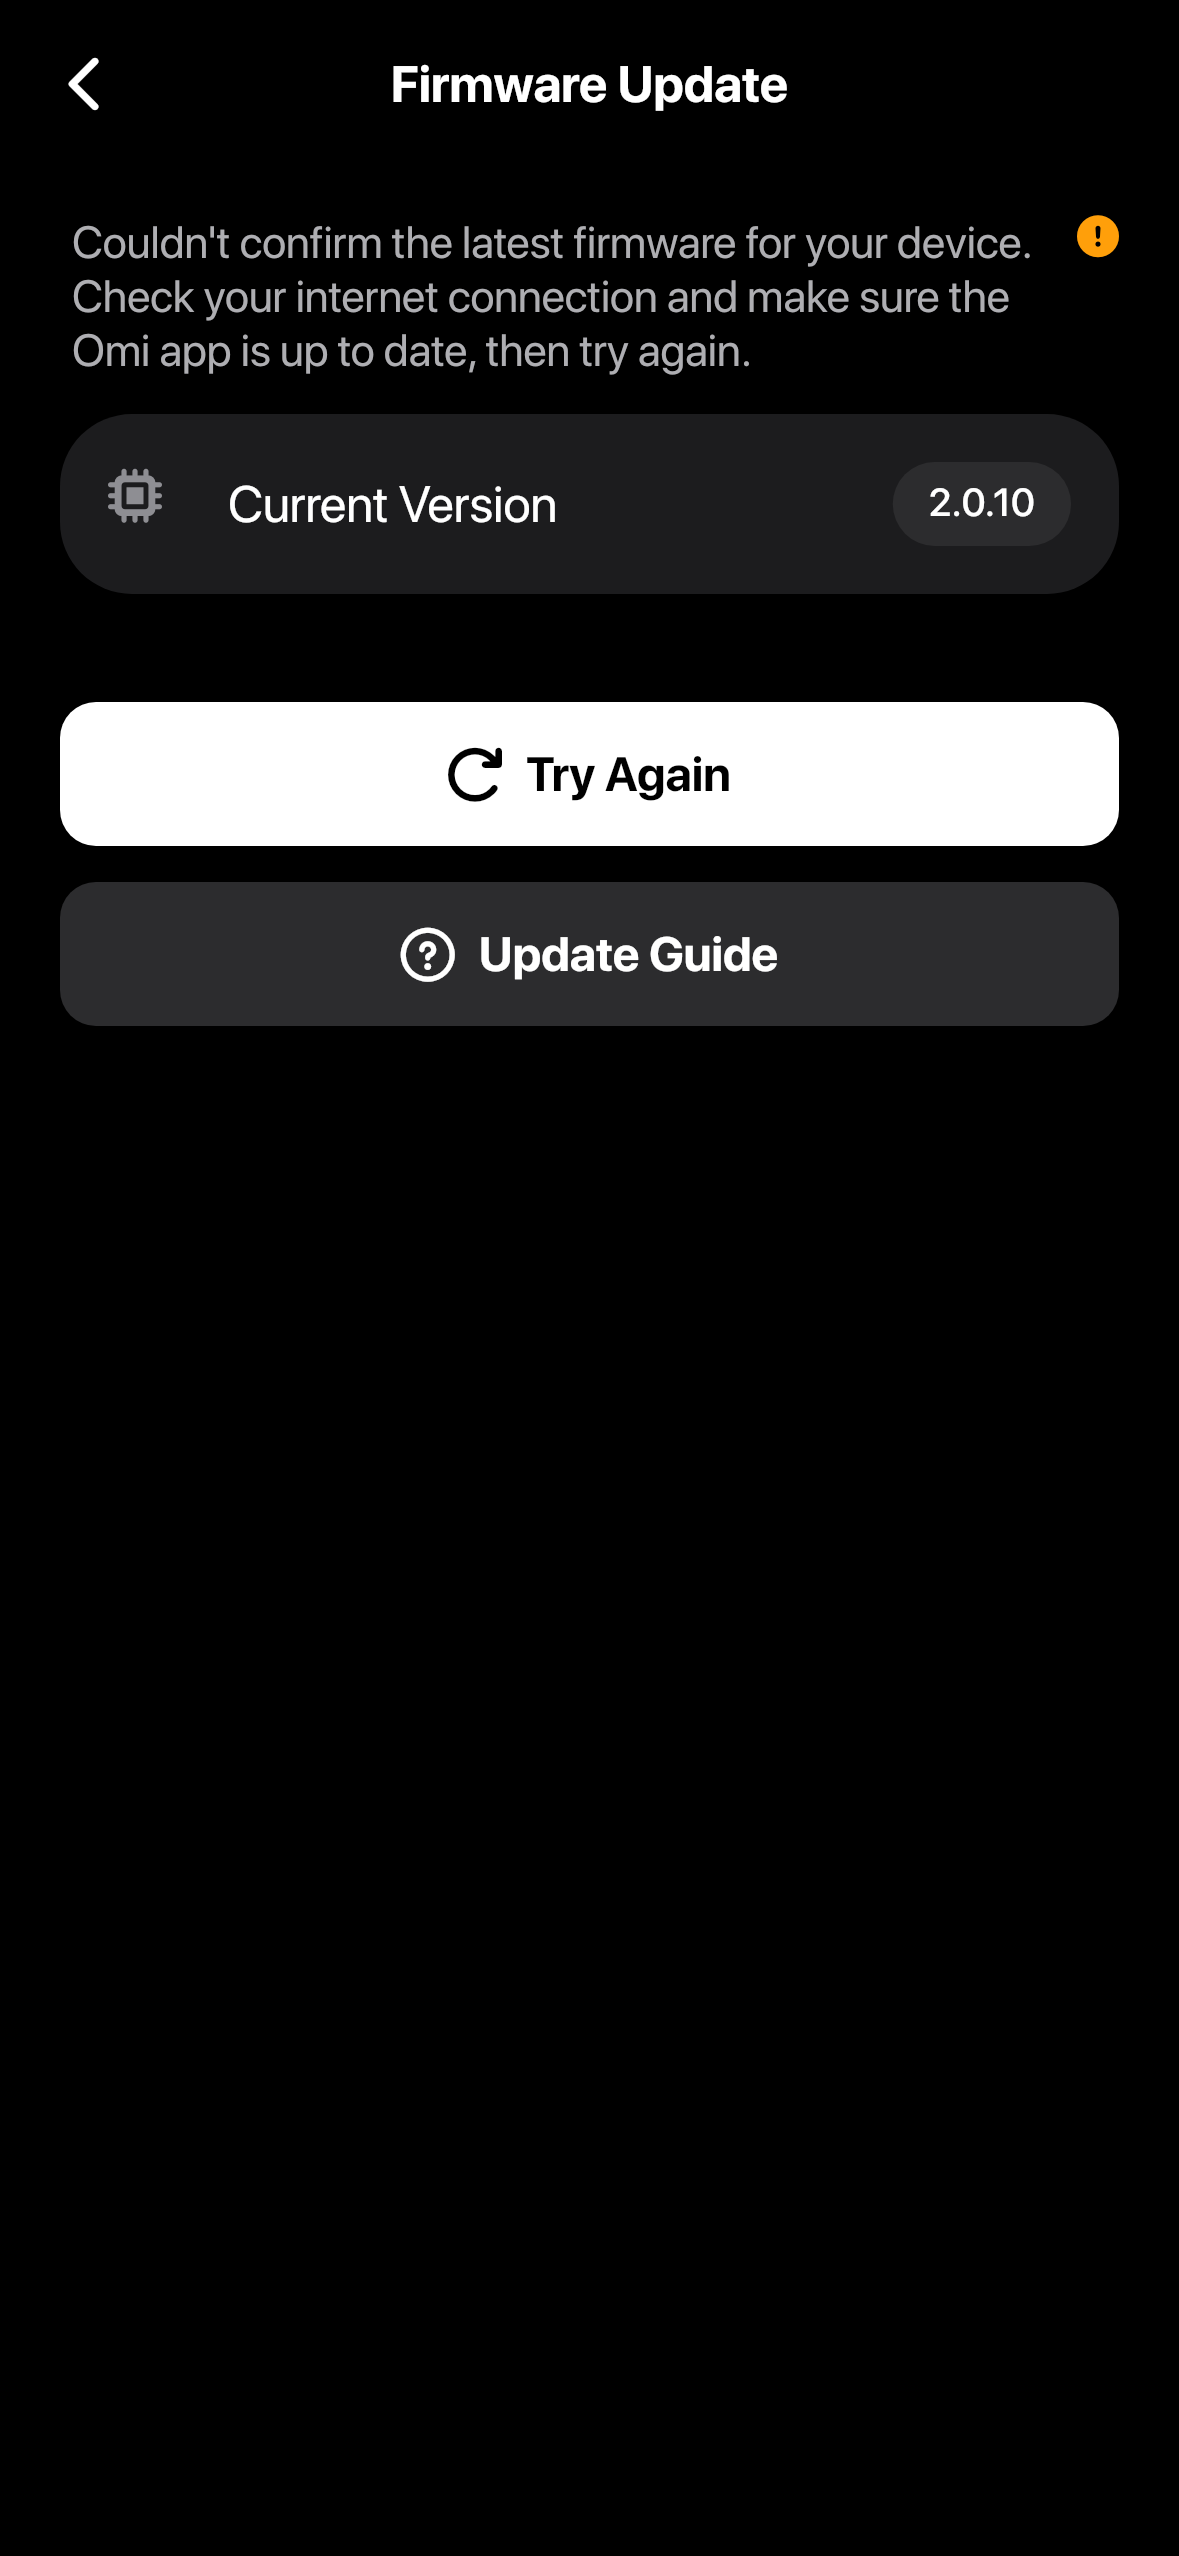 Firmware Update
Couldn't confirm the latest firmware for your device.
Check your internet connection and make sure the
Omi app is up to date, then try again.
Current Version
2.0.10
Try Again
Update Guide